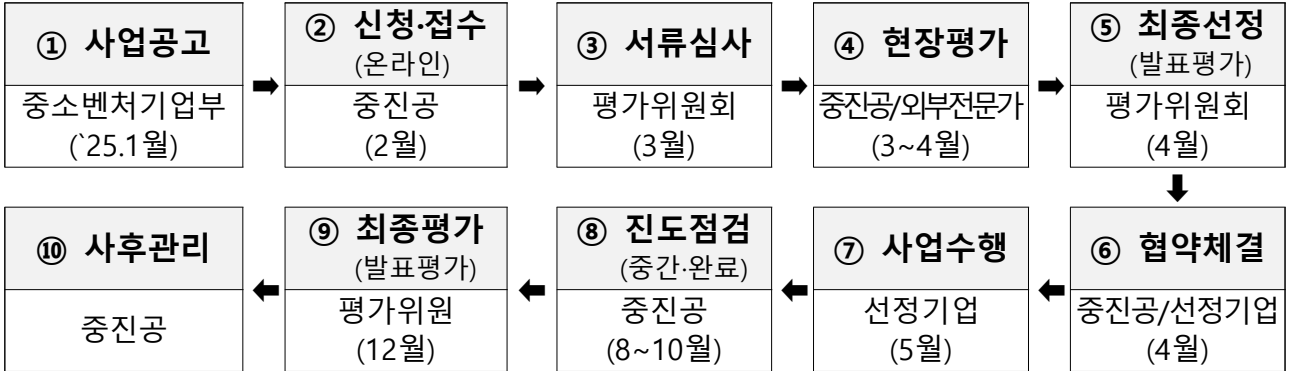 ① 사업공고
중소벤처기업부
(`25.1월)
② 신청·접수
(온라인)
중진공
(2월)
③ 서류심사
평가위원회
(3월)
④ 현장평가
중진공/외부전문가
(3~4월)
⑤ 최종선정
(발표평가)
평가위원회
(4월)
⑥ 협약체결
중진공/선정기업
(4월)
⑦ 사업수행
선정기업
(5월)
⑧ 진도점검
(중간·완료)
중진공
(8~10월)
⑨ 최종평가
(발표평가)
평가위원
(12월)
⑩ 사후관리
중진공